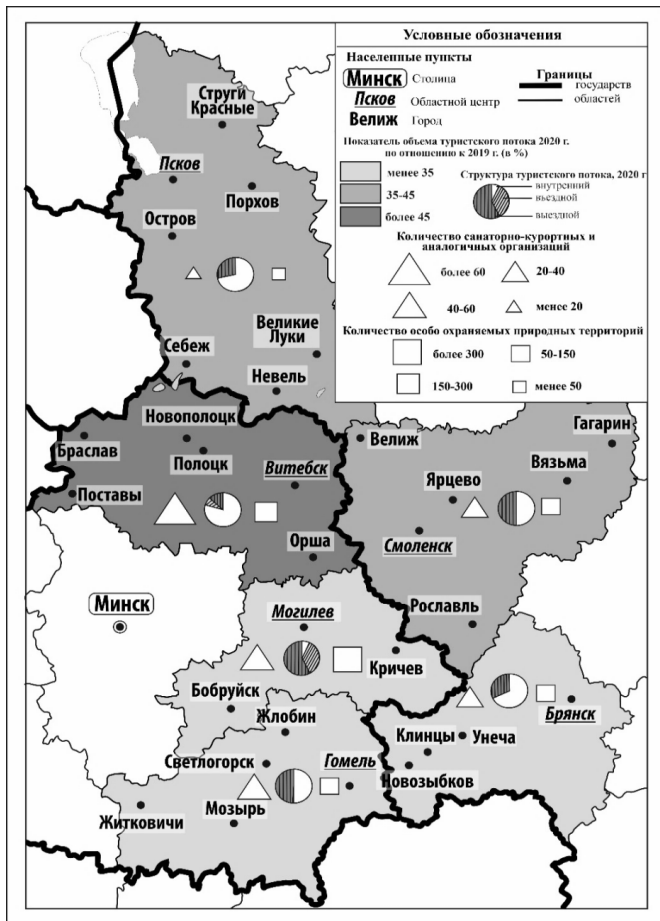 Условные обозначения
Населенные пункты
Минск Столица
Псков Областной центр
Велиж Город
Границы
государств
областей
Показатель объема туристского потока 2020 г.
по отношению к 2019 г. (в %)
менее 35
35-45
более 45
Структура туристского потока, 2020 г
внутренний
въездной
выездной
Количество санаторно-курортных и
аналогичных организаций
более 60
20-40
40-60
менее 20
Количество особо охраняемых природных территорий
более 300
50-150
150-300
менее 50
Струги
Красные
Псков
Порхов
Остров
Великие
Луки
Себеж
Невель
Новополоцк
Браслав
Полоцк
Витебск
Поставы
Орша
Велиж
Гагарин
Вязьма
Ярцево
Смоленск
Рославль
Минск
Могилев
Кричев
Бобруйск
Жлобин
Светлогорск
Гомель
Житковичи
Мозырь
Клинцы
Унеча
Брянск
Новозыбков